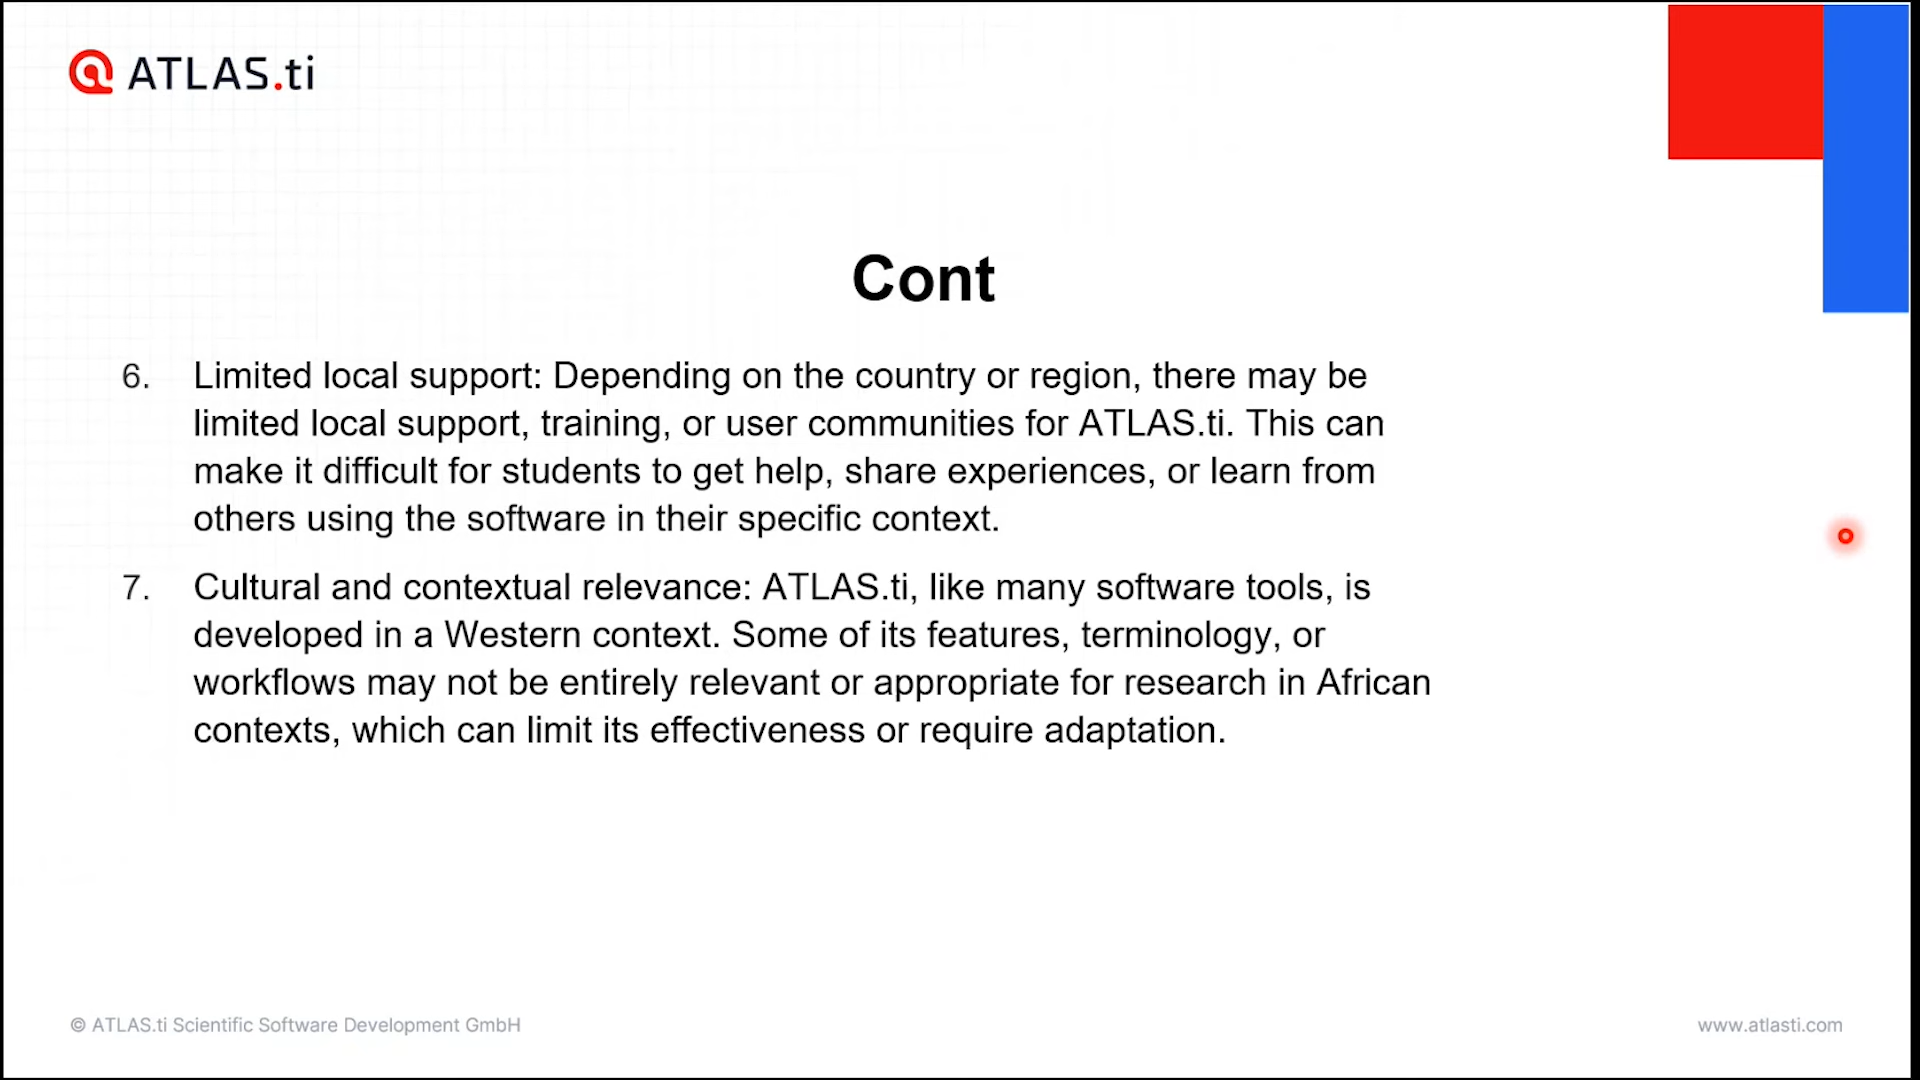 ATLAS.ti
Cont
6. Limited local support: Depending on the country or region, there may be
limited local support, training, or user communities for ATLAS.ti. This can
make it difficult for students to get help, share experiences, or learn from
others using the software in their specific context.
7. Cultural and contextual relevance: ATLAS.ti, like many software tools, is
developed in a Western context. Some of its features, terminology, or
workflows may not be entirely relevant or appropriate for research in African
contexts, which can limit its effectiveness or require adaptation.
© ATLAS.ti Scientific Software Development GmbH
www.atlasti.com